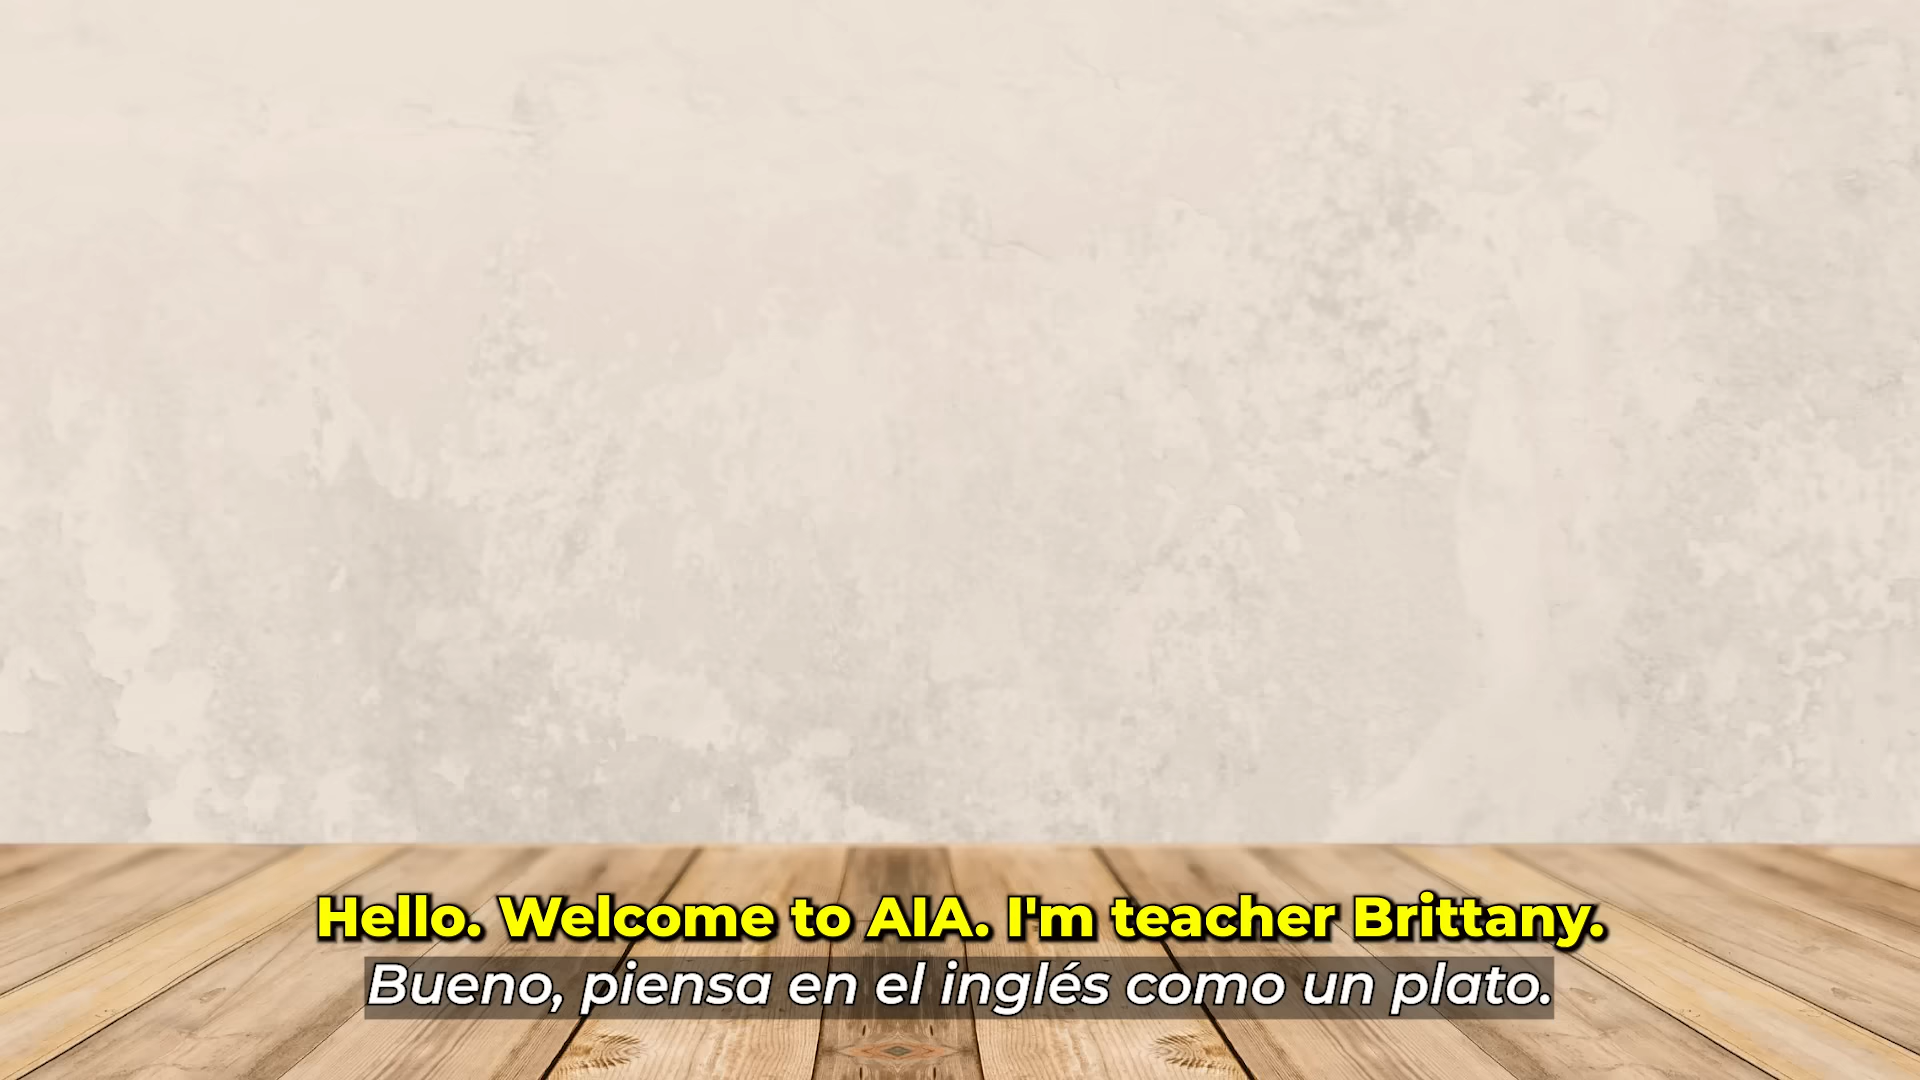 Hello. Welcome to AIA. I'm teacher Brittany.
Bueno, piensa en el inglés como un plato.